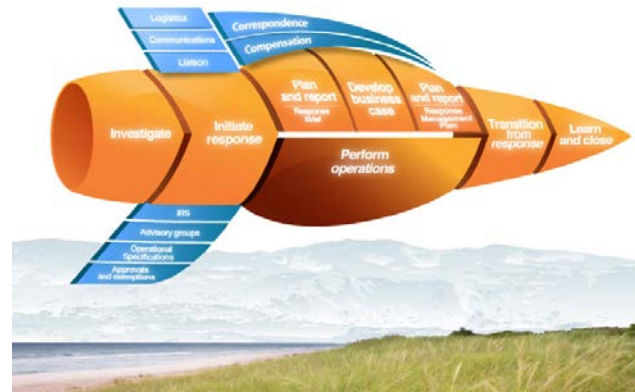 Logistics
Communications
Liaison
Correspondence
Compensation
Investigate
Initiate
response
Plan
and report
Response
Brief
Develop
business
case
Plan
and report
Response
Management
Plan
Perform
operations
Transition
from
response
Learn
and close
IRS
Advisory groups
Operational
Specifications
Approvals
and exemptions